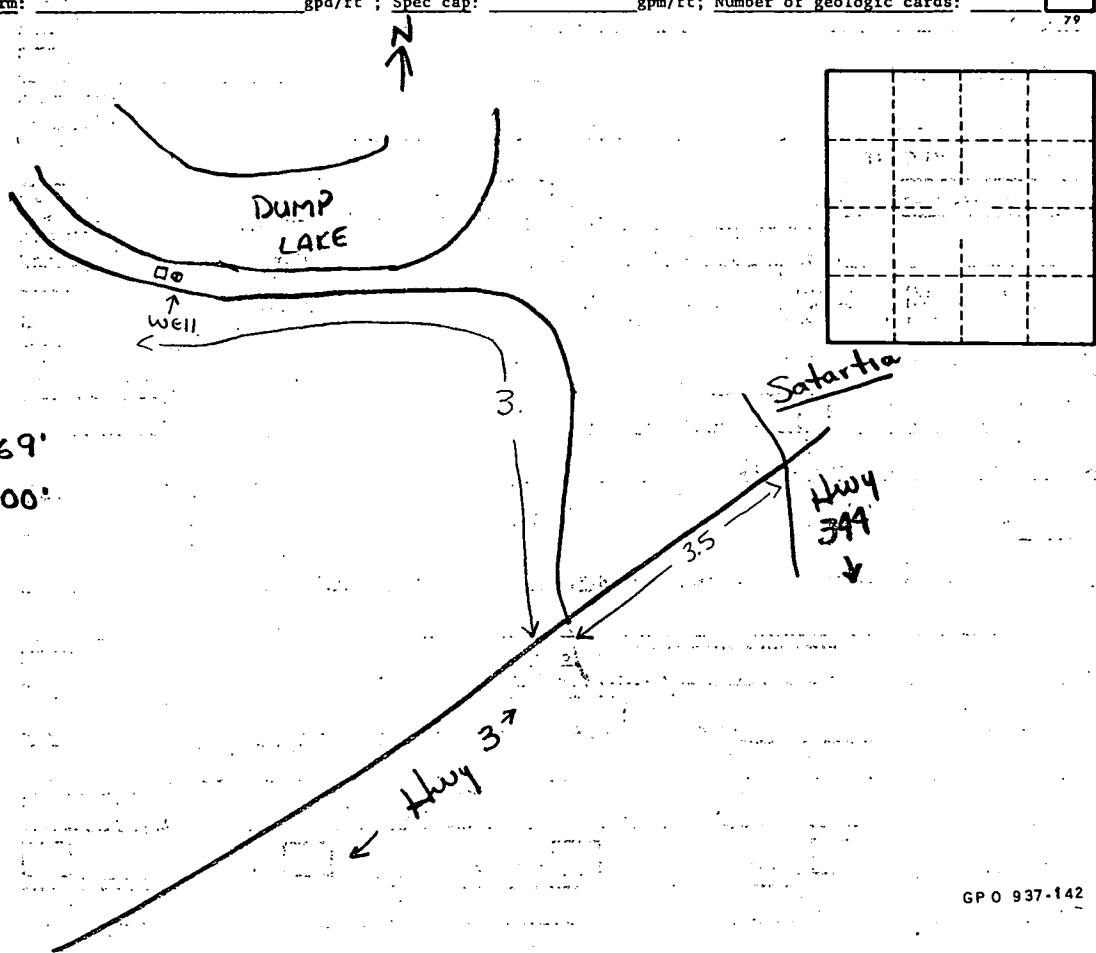 gpd/ft ; Spec cap: gpm/ft; Number of geologic cards:
79
N
DUMP
LAKE
WEll
3.
Satartia
69'
00'
Hwy
344
3.5
Hwy 3
GPO 937-142